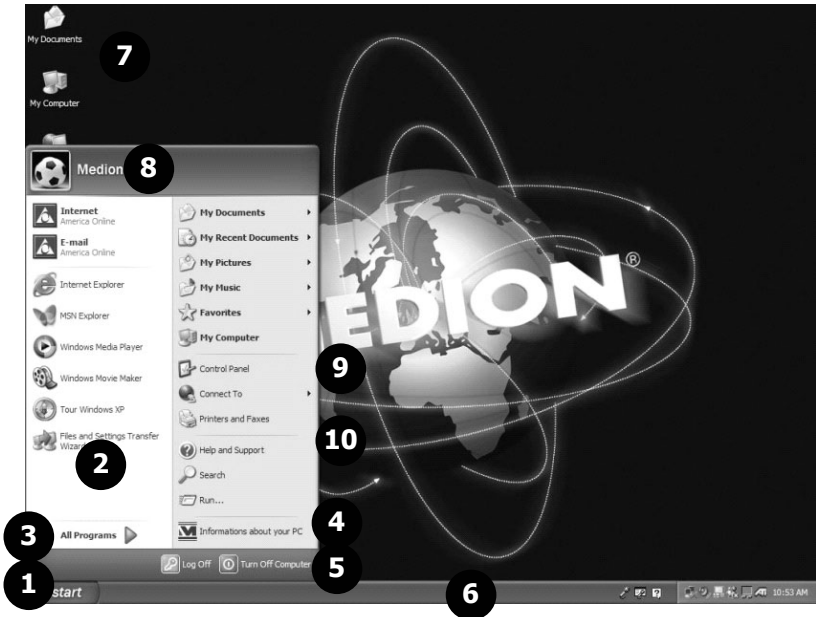 My Documents
7
My Computer
Medion
8
Internet
America Online
E-mail
America Online
Internet Explorer
MSN Explorer
Windows Media Player
Windows Movie Maker
Tour Windows XP
Files and Settings Transfer
Wizard
2
3
All Programs
My Documents
My Recent Documents
My Pictures
My Music
Favorites
My Computer
Control Panel
9
Connect To
Printers and Faxes
10
Help and Support
Search
Run...
4
Informations about your PC
Log Off
Turn Off Computer
5
MEDION®
1
start
6
ATI
10:53 AM